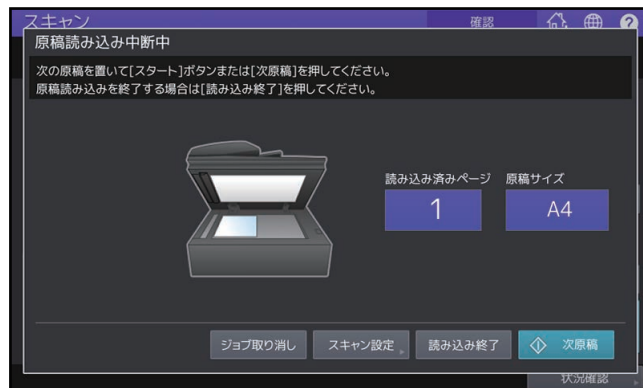 スキャン
確認
原稿読み込み中断中
次の原稿を置いて[スタート]ボタンまたは[次原稿]を押してください。
原稿読み込みを終了する場合は[読み込み終了]を押してください。
読み込み済みページ 原稿サイズ
1 A4
ジョブ取り消し スキャン設定 読み込み終了 次原稿
状況確認